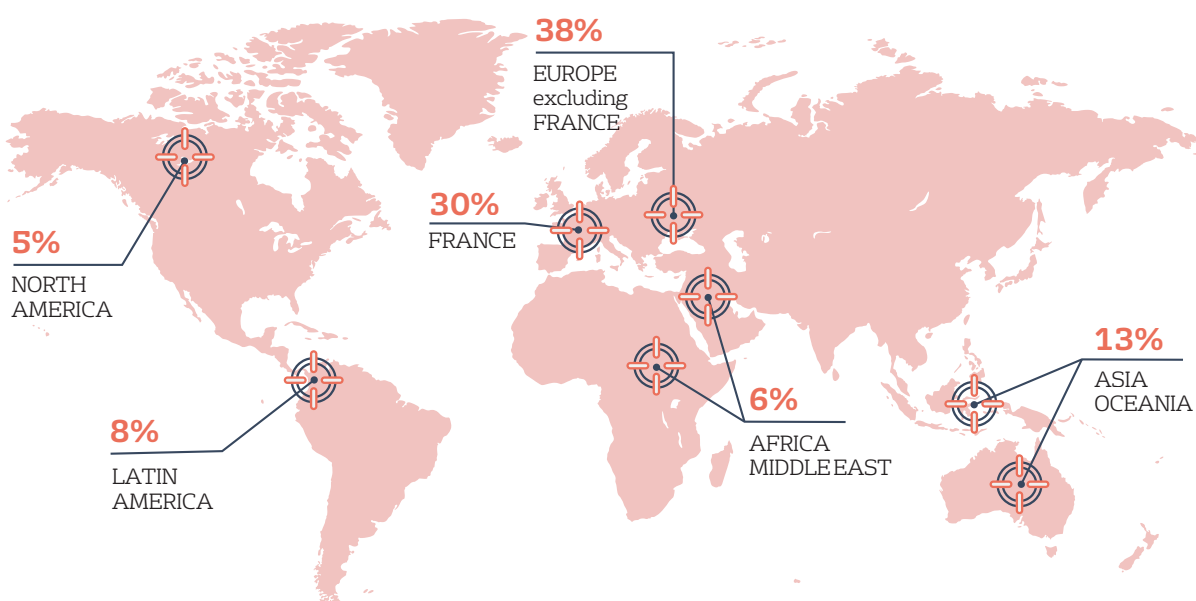 38%
EUROPE
excluding
FRANCE
30%
FRANCE
5%
NORTH
AMERICA
13%
ASIA
OCEANIA
6%
AFRICA
MIDDLE EAST
8%
LATIN
AMERICA